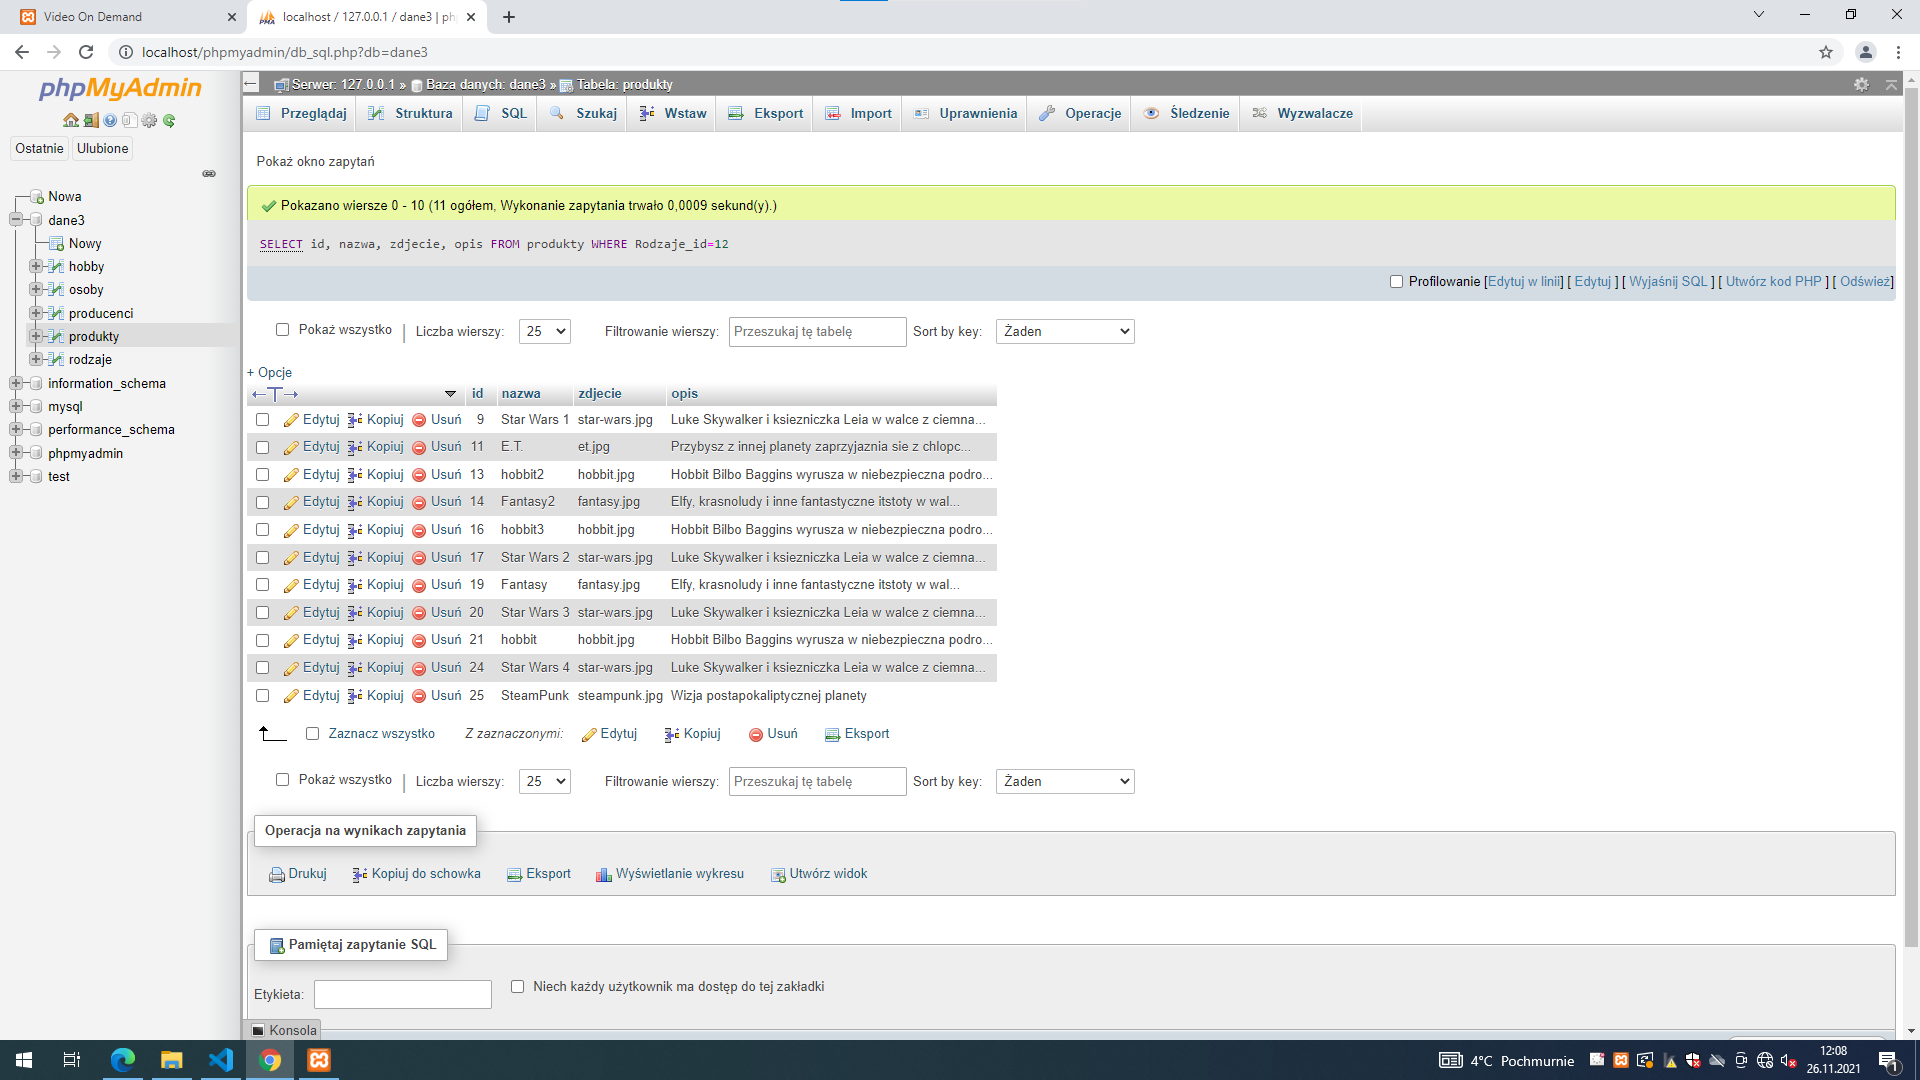 Video On Demand
localhost / 127.0.0.1 / dane3 | ph
localhost/phpmyadmin/db_sql.php?db=dane3
phpMyAdmin
Ostatnie
Ulubione
Nowa
dane3
Nowy
hobby
osoby
producenci
produkty
rodzaje
information_schema
mysql
performance_schema
phpmyadmin
test
Serwer: 127.0.0.1 » Baza danych: dane3 » Tabela: produkty
Przeglądaj Struktura SQL Szukaj Wstaw Eksport Import Uprawnienia Operacje Śledzenie Wyzwalacze
Pokaż okno zapytań
Pokazano wiersze 0 - 10 (11 ogółem, Wykonanie zapytania trwało 0,0009 sekund(y).)
SELECT id, nazwa, zdjecie, opis FROM produkty WHERE Rodzaje_id=12
Profilowanie [Edytuj w linii] [ Edytuj ] [ Wyjaśnij SQL ] [ Utwórz kod PHP ] [ Odśwież]
Pokaż wszystko | Liczba wierszy: 25 Filtrowanie wierszy: Przeszukaj tę tabelę Sort by key: Żaden
+ Opcje
←T→ id nazwa zdjecie opis
Edytuj Kopiuj Usuń 9 Star Wars 1 star-wars.jpg Luke Skywalker i ksiezniczka Leia w walce z ciemna...
Edytuj Kopiuj Usuń 11 E.T. et.jpg Przybysz z innej planety zaprzyjaznia sie z chlopc...
Edytuj Kopiuj Usuń 13 hobbit2 hobbit.jpg Hobbit Bilbo Baggins wyrusza w niebezpieczna podro...
Edytuj Kopiuj Usuń 14 Fantasy2 fantasy.jpg Elfy, krasnoludy i inne fantastyczne itstoty w wal...
Edytuj Kopiuj Usuń 16 hobbit3 hobbit.jpg Hobbit Bilbo Baggins wyrusza w niebezpieczna podro...
Edytuj Kopiuj Usuń 17 Star Wars 2 star-wars.jpg Luke Skywalker i ksiezniczka Leia w walce z ciemna...
Edytuj Kopiuj Usuń 19 Fantasy fantasy.jpg Elfy, krasnoludy i inne fantastyczne itstoty w wal...
Edytuj Kopiuj Usuń 20 Star Wars 3 star-wars.jpg Luke Skywalker i ksiezniczka Leia w walce z ciemna...
Edytuj Kopiuj Usuń 21 hobbit hobbit.jpg Hobbit Bilbo Baggins wyrusza w niebezpieczna podro...
Edytuj Kopiuj Usuń 24 Star Wars 4 star-wars.jpg Luke Skywalker i ksiezniczka Leia w walce z ciemna...
Edytuj Kopiuj Usuń 25 SteamPunk steampunk.jpg Wizja postapokaliptycznej planety
Zaznacz wszystko Z zaznaczonymi: Edytuj Kopiuj Usuń Eksport
Pokaż wszystko | Liczba wierszy: 25 Filtrowanie wierszy: Przeszukaj tę tabelę Sort by key: Żaden
Operacja na wynikach zapytania
Drukuj Kopiuj do schowka Eksport Wyświetlanie wykresu Utwórz widok
Pamiętaj zapytanie SQL
Etykieta: Niech każdy użytkownik ma dostęp do tej zakładki
Konsola
4°C Pochmurnie
12:08
26.11.2021
1